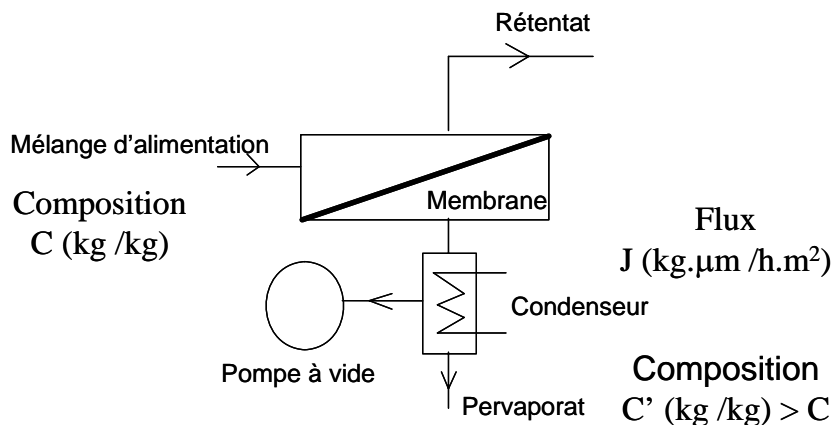 Rétentat
Mélange d'alimentation
Composition
C (kg /kg)
Membrane
Flux
J (kg.μm /h.m²)
Condenseur
Pompe à vide
Pervaporat
Composition
C' (kg /kg) > C